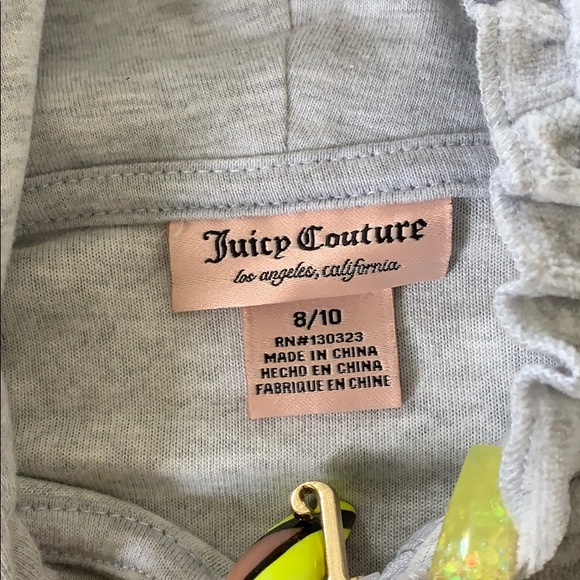 Juicy Couture
los angeles, california
8/10
RN#130323
MADE IN CHINA
HECHO EN CHINA
FABRIQUE EN CHINE